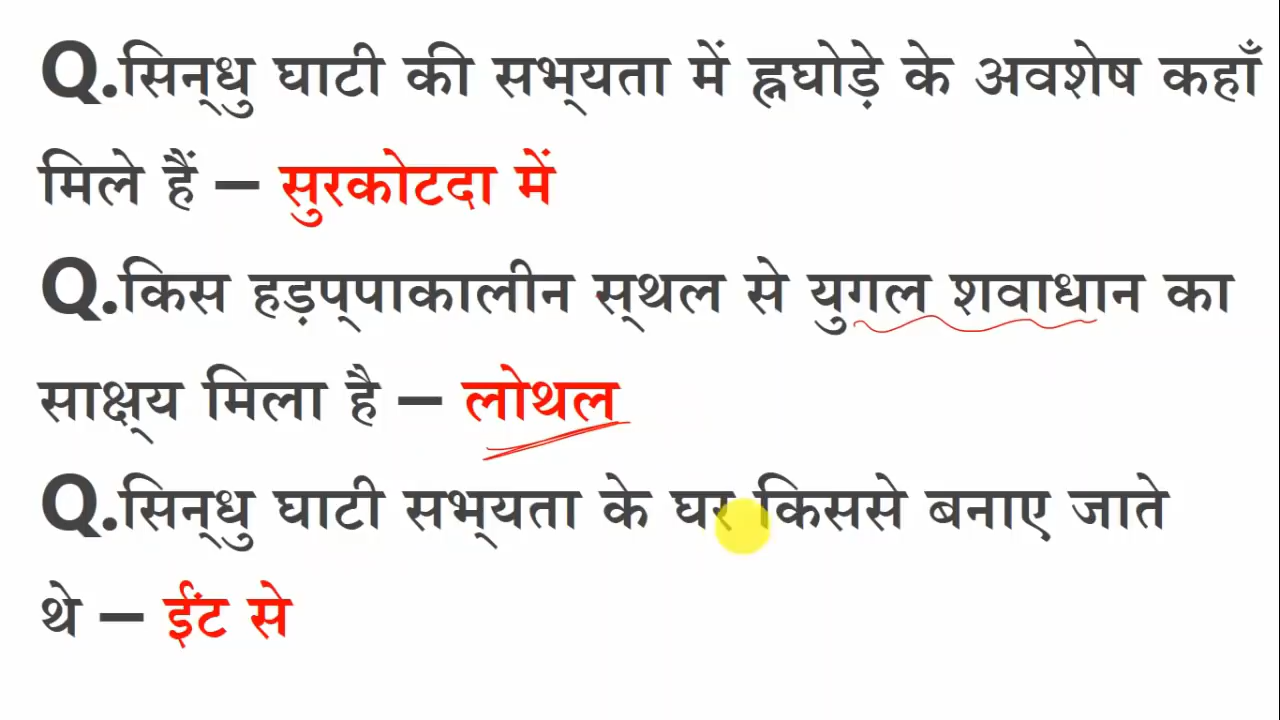 Q.सिन्‌धु घाटी की सभ्‌यता में ह्नघोड़े के अवशेष कहाँ
मिले हैं – सुरकोटदा में
Q.किस हड़प्‌पाकालीन स्‌थल से युगल शवाधान का
साक्ष्‌य मिला है – लोथल
Q.सिन्‌धु घाटी सभ्‌यता के घर किससे बनाए जाते
थे – ईंट से